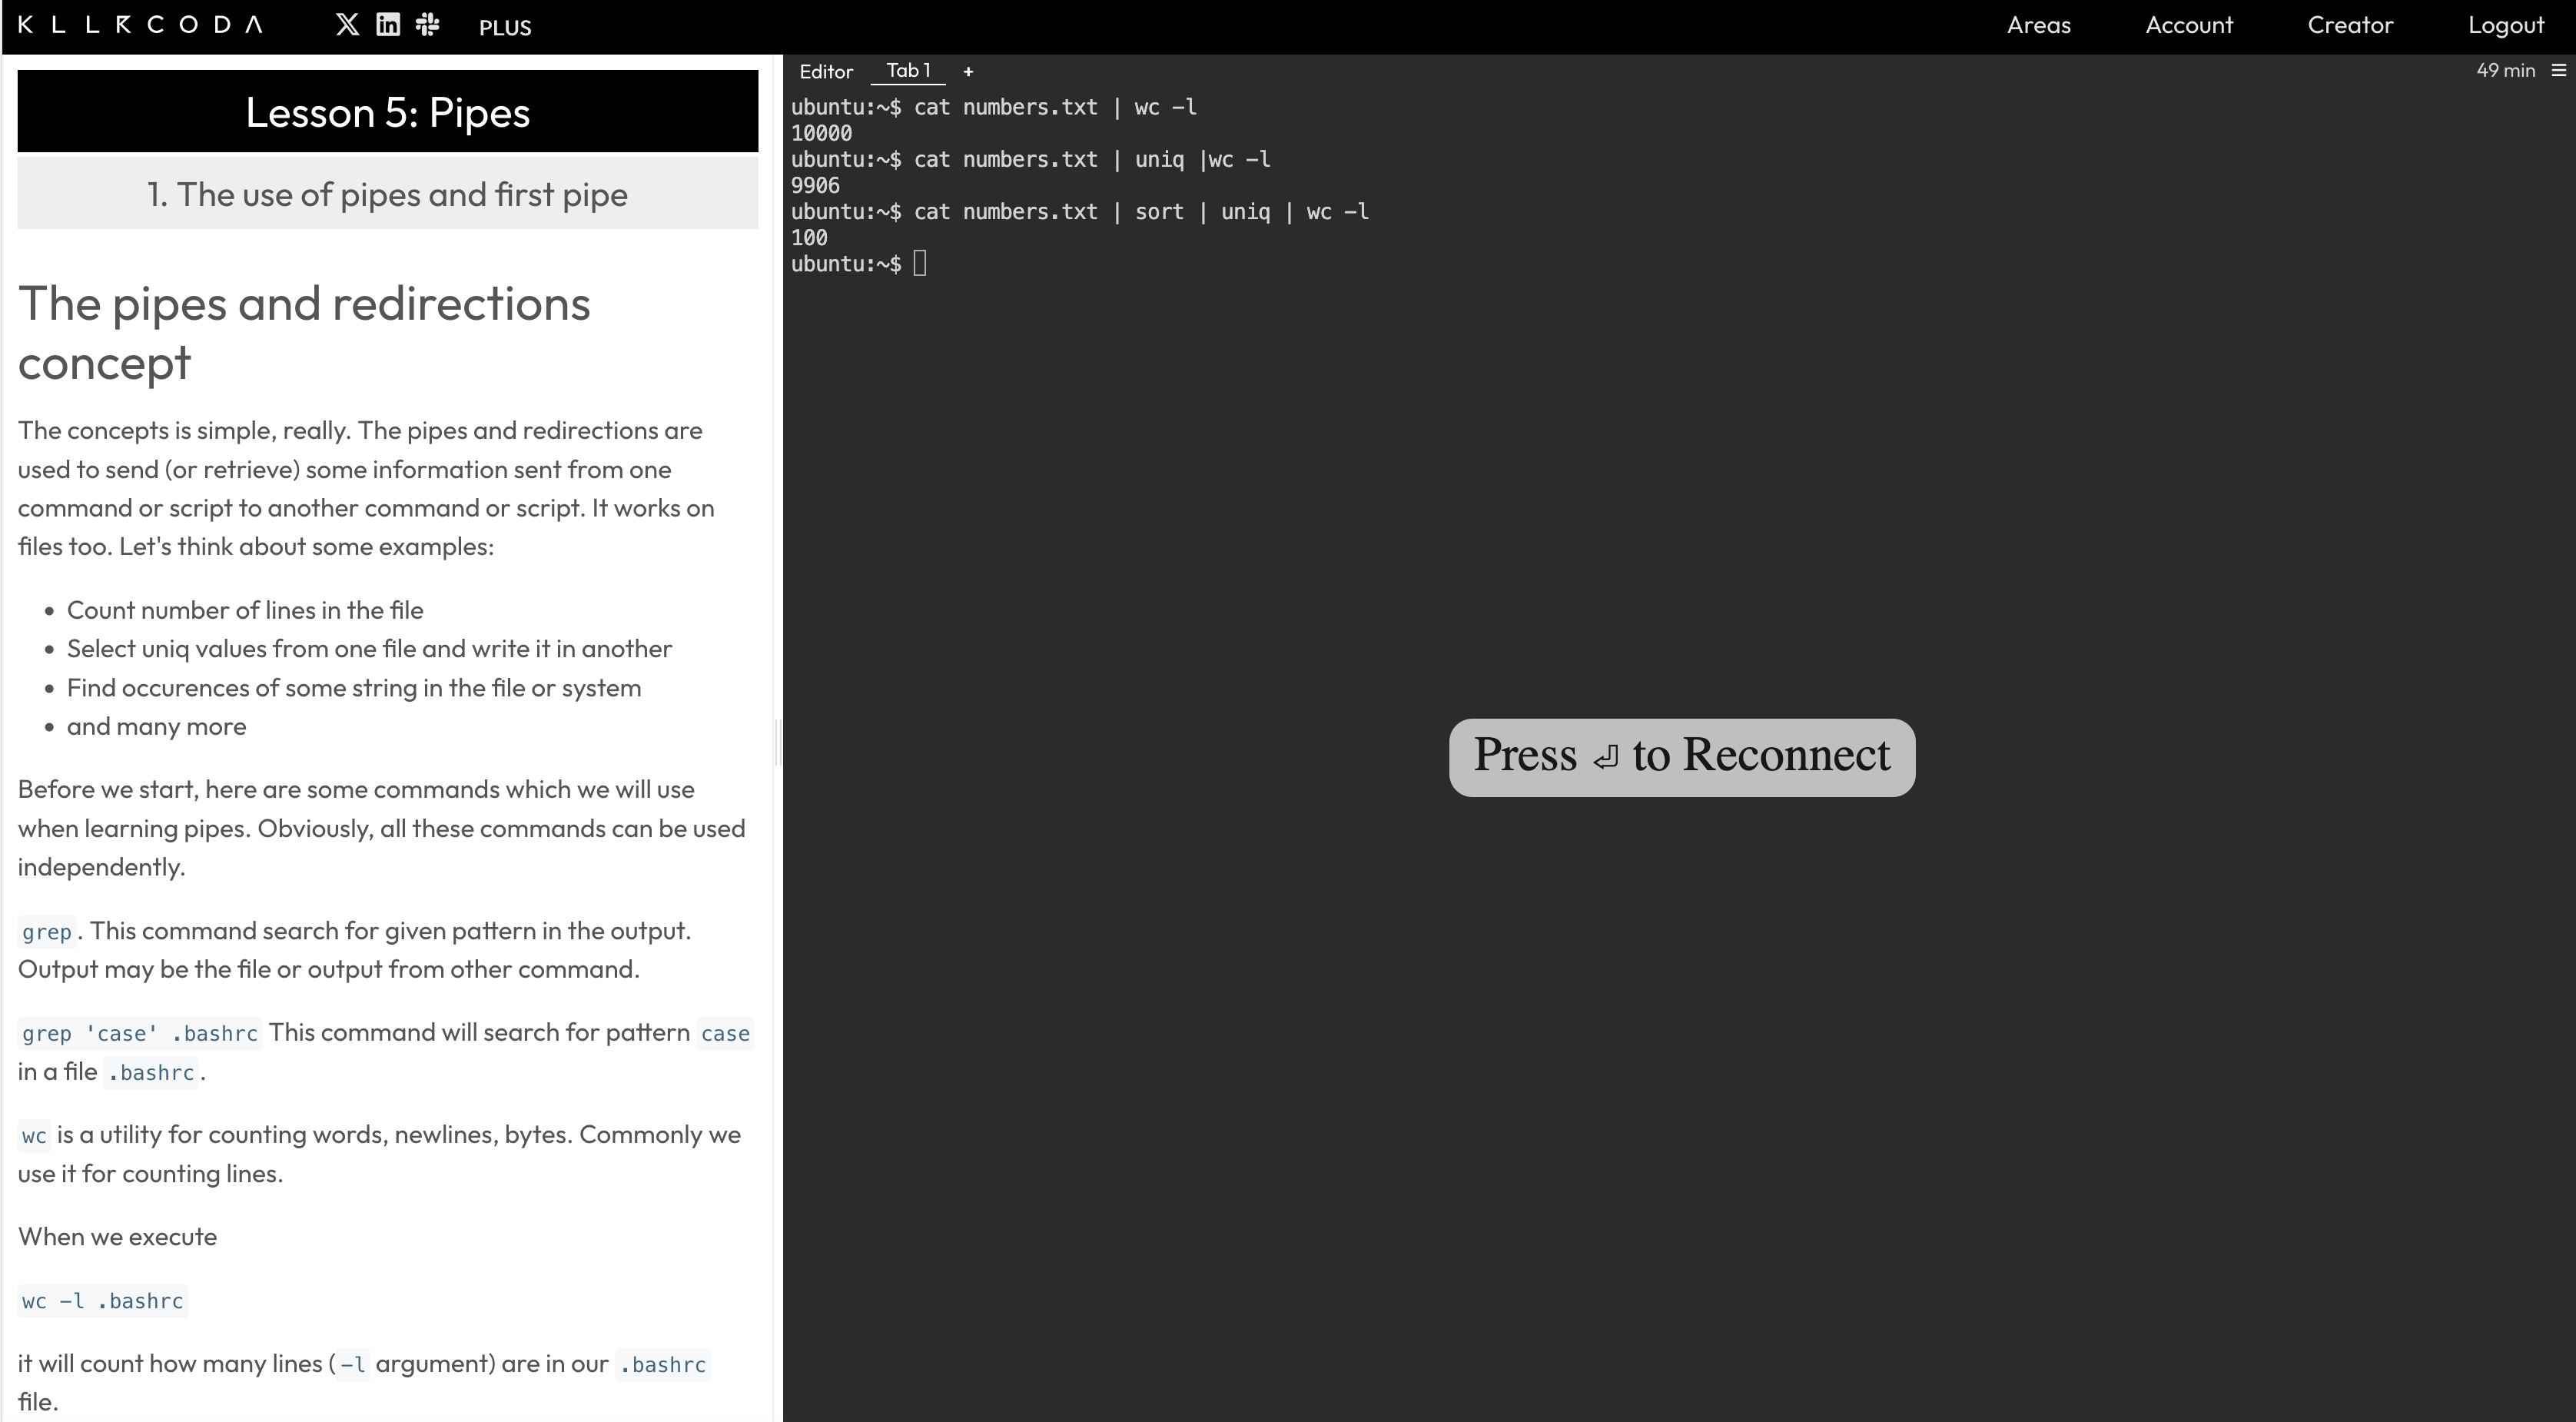 KLLRCODA PLUS Areas Account Creator Logout
Lesson 5: Pipes
1. The use of pipes and first pipe
The pipes and redirections
concept
The concepts is simple, really. The pipes and redirections are
used to send (or retrieve) some information sent from one
command or script to another command or script. It works on
files too. Let's think about some examples:
Count number of lines in the file
Select uniq values from one file and write it in another
Find occurences of some string in the file or system
and many more
Before we start, here are some commands which we will use
when learning pipes. Obviously, all these commands can be used
independently.
grep. This command search for given pattern in the output.
Output may be the file or output from other command.
grep 'case' .bashrc This command will search for pattern case
in a file .bashrc.
wc is a utility for counting words, newlines, bytes. Commonly we
use it for counting lines.
When we execute
wc -l .bashrc
it will count how many lines (-l argument) are in our .bashrc
file.
Editor Tab 1 + 49 min
ubuntu:~$ cat numbers.txt | wc -l
10000
ubuntu:~$ cat numbers.txt | uniq |wc -l
9906
ubuntu:~$ cat numbers.txt | sort | uniq | wc -l
100
ubuntu:~$
Press ⏎ to Reconnect